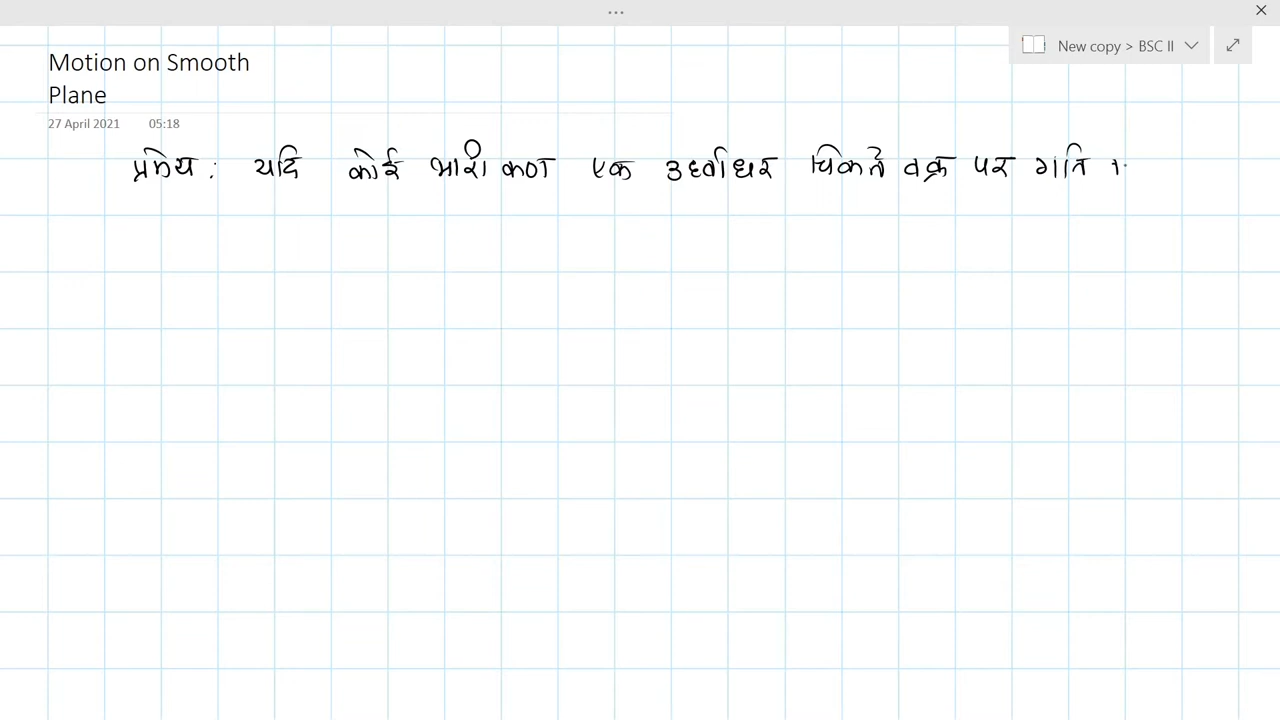 New copy > BSC II
Motion on Smooth
Plane
27 April 2021 05:18
प्रमेय : यदि कोई भारी कण एक उर्ध्वाधर चिकने वक्र पर गति